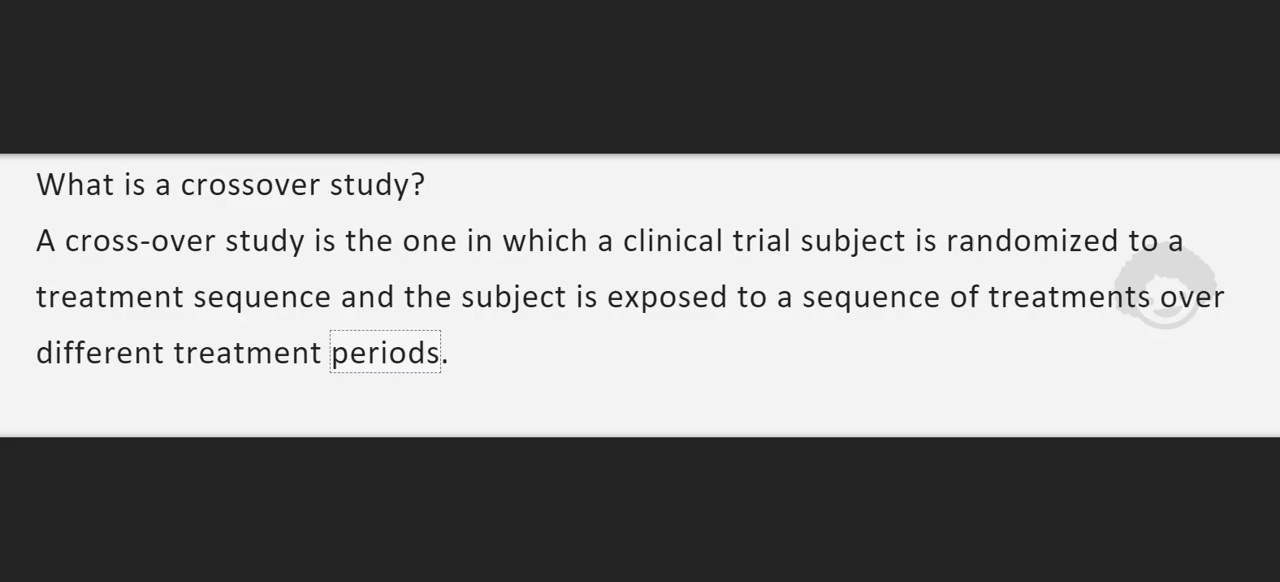 What is a crossover study?
A cross-over study is the one in which a clinical trial subject is randomized to a
treatment sequence and the subject is exposed to a sequence of treatments over
different treatment periods.